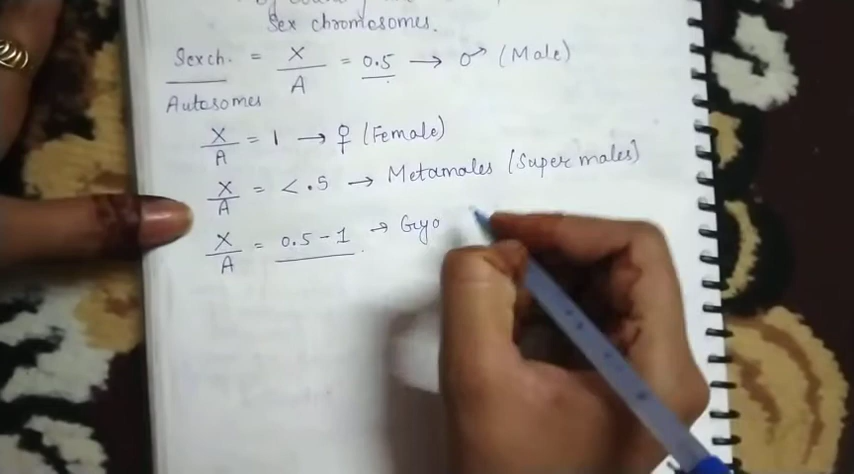 Sex chromosomes.
Sex ch. = X = 0.5 → ♂ (Male)
Autosomes A
X/A = 1 → ♀ (Female)
X/A = < .5 → Metamales (Super males)
X/A = 0.5 - 1 → Gyo